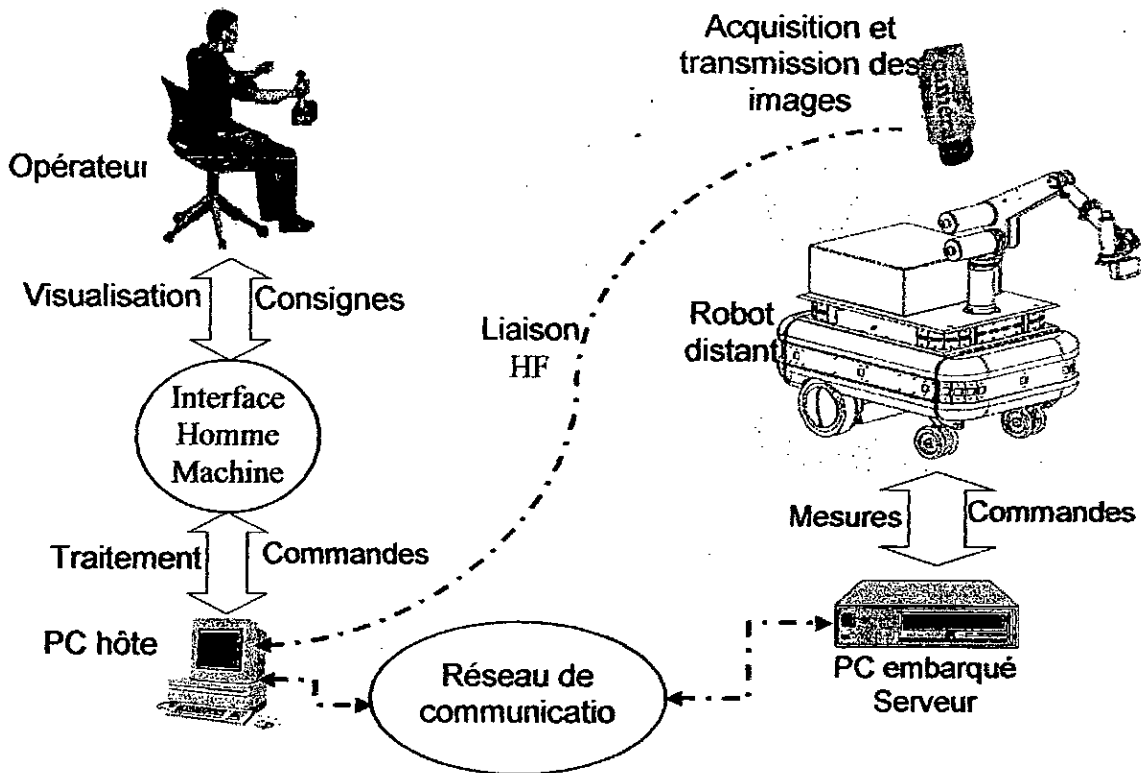 Acquisition et
transmission des
images
Caméra
Opérateur
Visualisation
Consignes
Liaison
HF
Robot
distant
Interface
Homme
Machine
Mesures
Commandes
Traitement
Commandes
PC hôte
Réseau de
communicatio
PC embarqué
Serveur